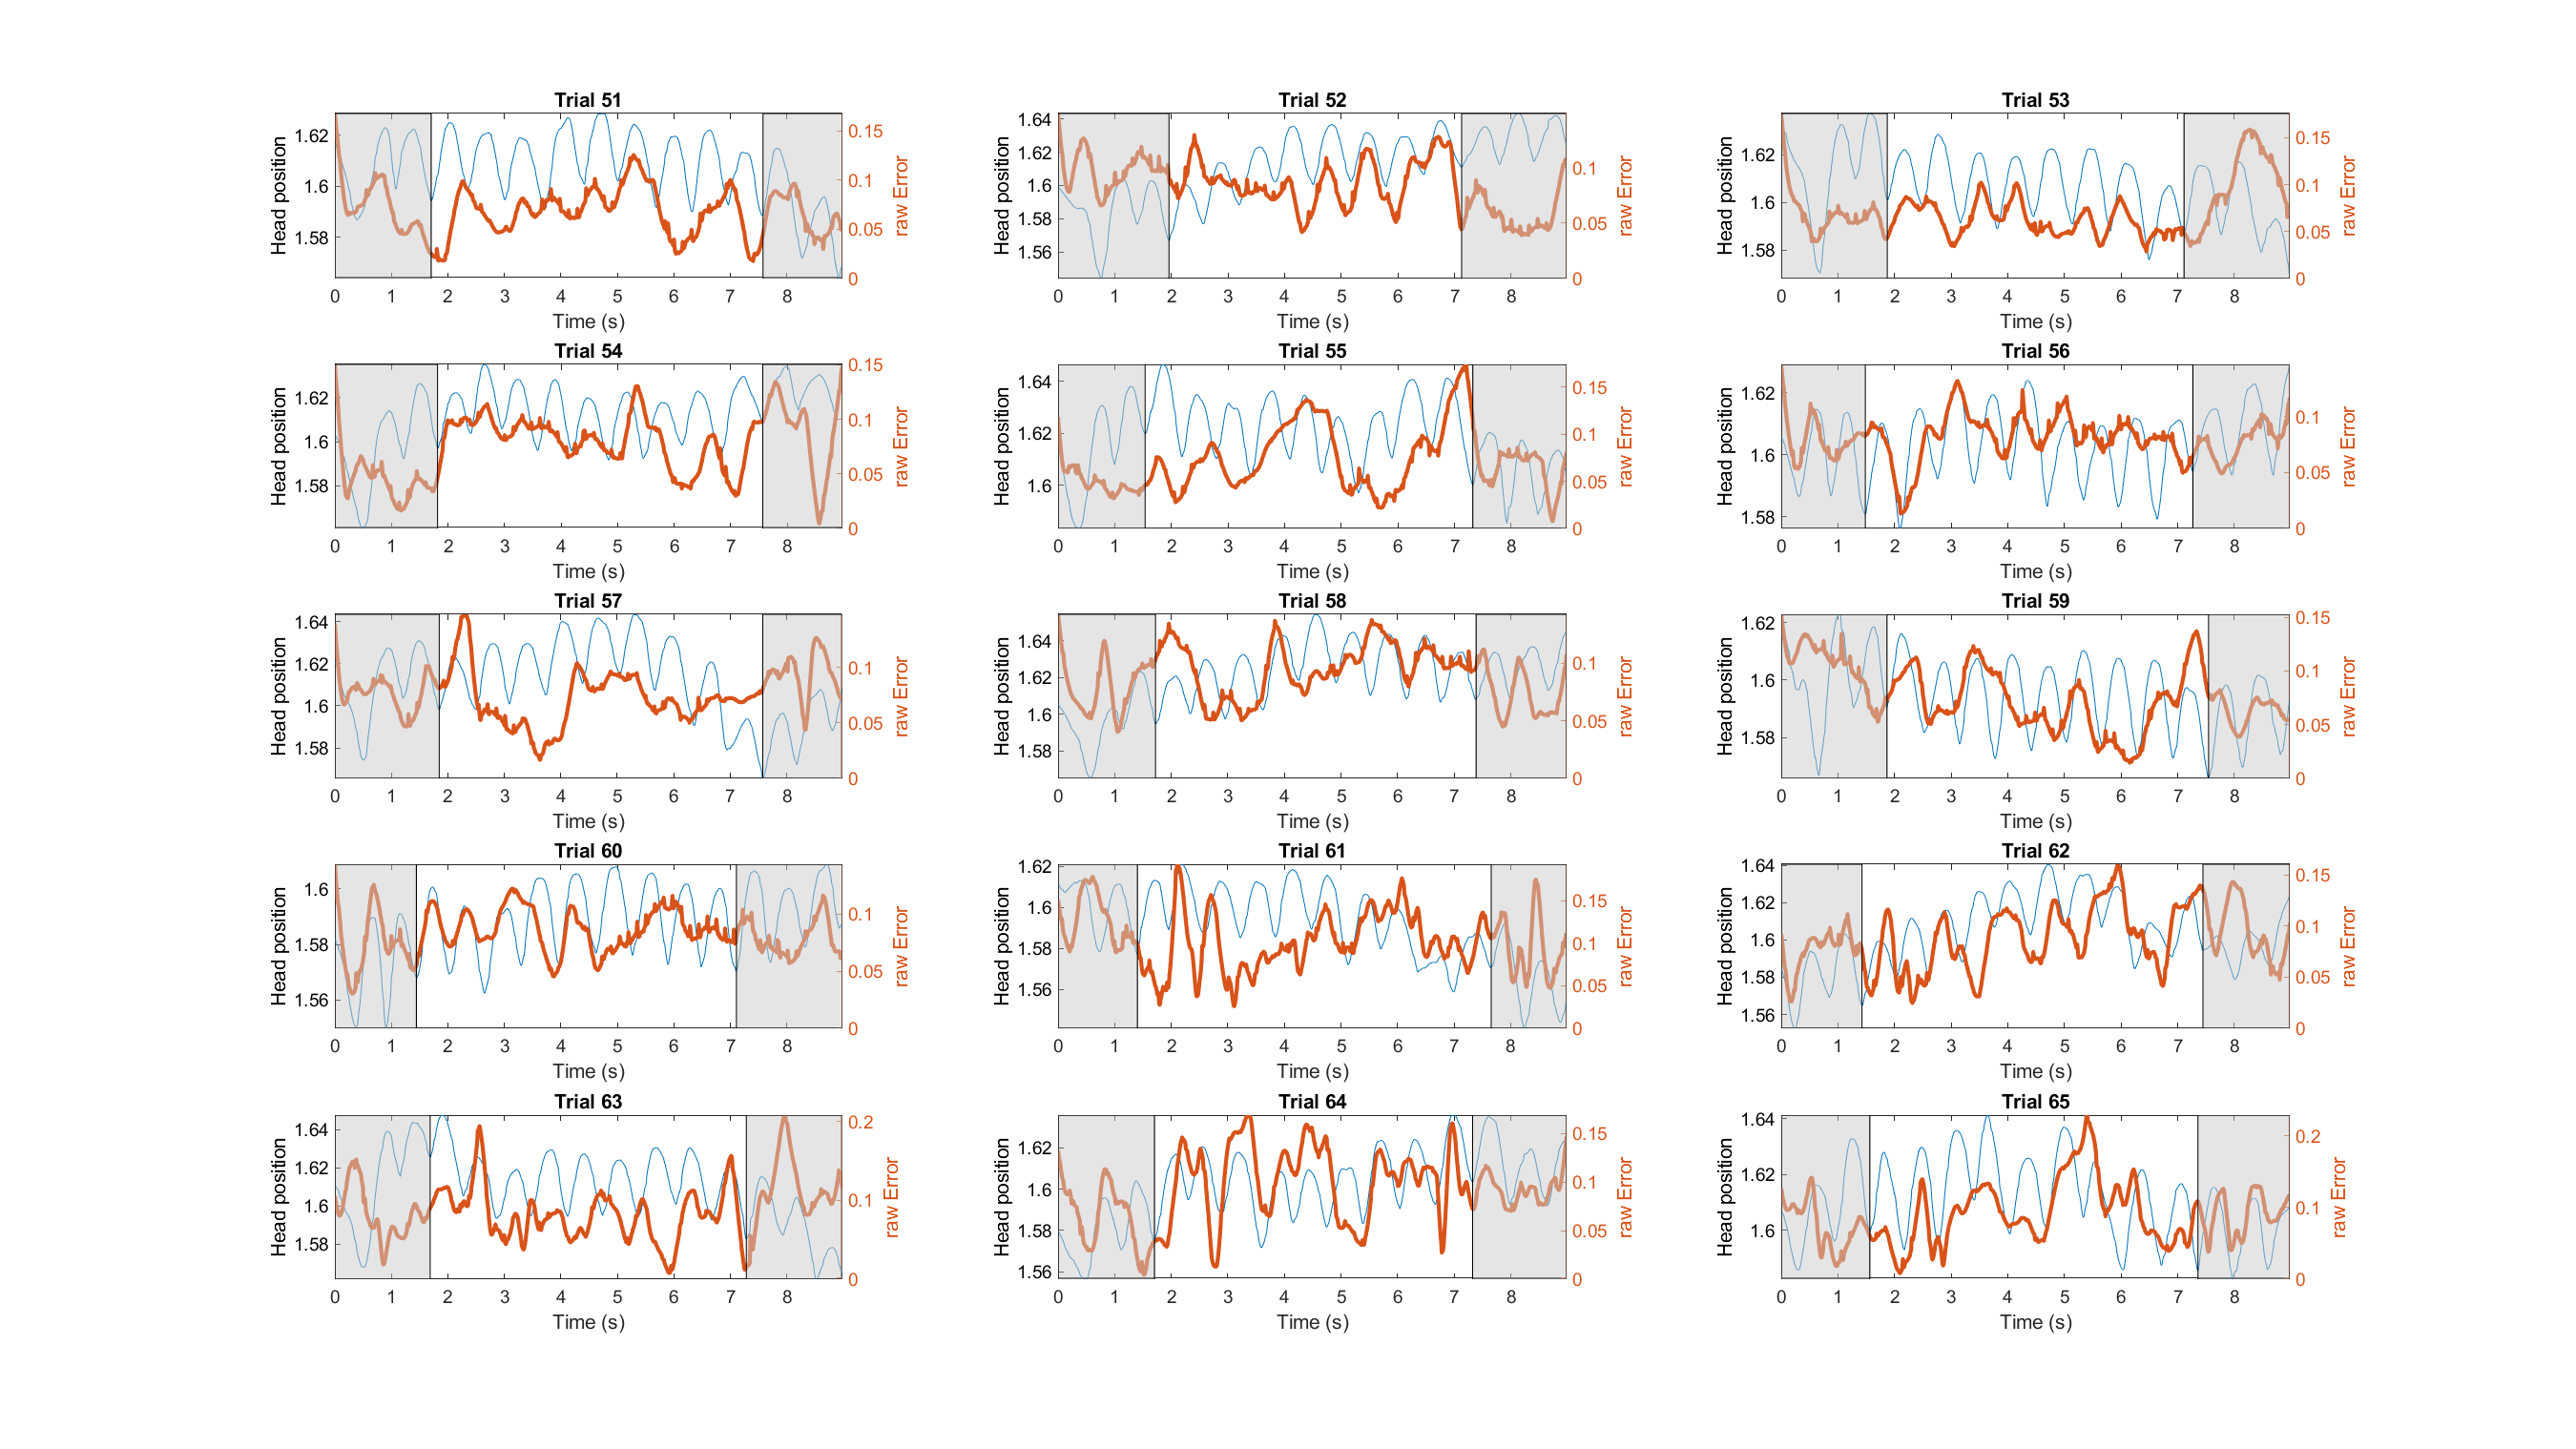 Trial 51
Head position
1.62
1.6
1.58
0.15
0.1
0.05
0
raw Error
0 1 2 3 4 5 6 7 8
Time (s)
Trial 52
Head position
1.64
1.62
1.6
1.58
1.56
0.1
0.05
0
raw Error
0 1 2 3 4 5 6 7 8
Time (s)
Trial 53
Head position
1.62
1.6
1.58
0.15
0.1
0.05
0
raw Error
0 1 2 3 4 5 6 7 8
Time (s)
Trial 54
Head position
1.62
1.6
1.58
0.15
0.1
0.05
0
raw Error
0 1 2 3 4 5 6 7 8
Time (s)
Trial 55
Head position
1.64
1.62
1.6
0.15
0.1
0.05
0
raw Error
0 1 2 3 4 5 6 7 8
Time (s)
Trial 56
Head position
1.62
1.6
1.58
0.1
0.05
0
raw Error
0 1 2 3 4 5 6 7 8
Time (s)
Trial 57
Head position
1.64
1.62
1.6
1.58
0.1
0.05
0
raw Error
0 1 2 3 4 5 6 7 8
Time (s)
Trial 58
Head position
1.64
1.62
1.6
1.58
0.1
0.05
0
raw Error
0 1 2 3 4 5 6 7 8
Time (s)
Trial 59
Head position
1.62
1.6
1.58
0.15
0.1
0.05
0
raw Error
0 1 2 3 4 5 6 7 8
Time (s)
Trial 60
Head position
1.6
1.58
1.56
0.1
0.05
0
raw Error
0 1 2 3 4 5 6 7 8
Time (s)
Trial 61
Head position
1.62
1.6
1.58
1.56
0.15
0.1
0.05
0
raw Error
0 1 2 3 4 5 6 7 8
Time (s)
Trial 62
Head position
1.64
1.62
1.6
1.58
1.56
0.15
0.1
0.05
0
raw Error
0 1 2 3 4 5 6 7 8
Time (s)
Trial 63
Head position
1.64
1.62
1.6
1.58
0.2
0.1
0
raw Error
0 1 2 3 4 5 6 7 8
Time (s)
Trial 64
Head position
1.62
1.6
1.58
1.56
0.15
0.1
0.05
0
raw Error
0 1 2 3 4 5 6 7 8
Time (s)
Trial 65
Head position
1.64
1.62
1.6
0.2
0.1
0
raw Error
0 1 2 3 4 5 6 7 8
Time (s)